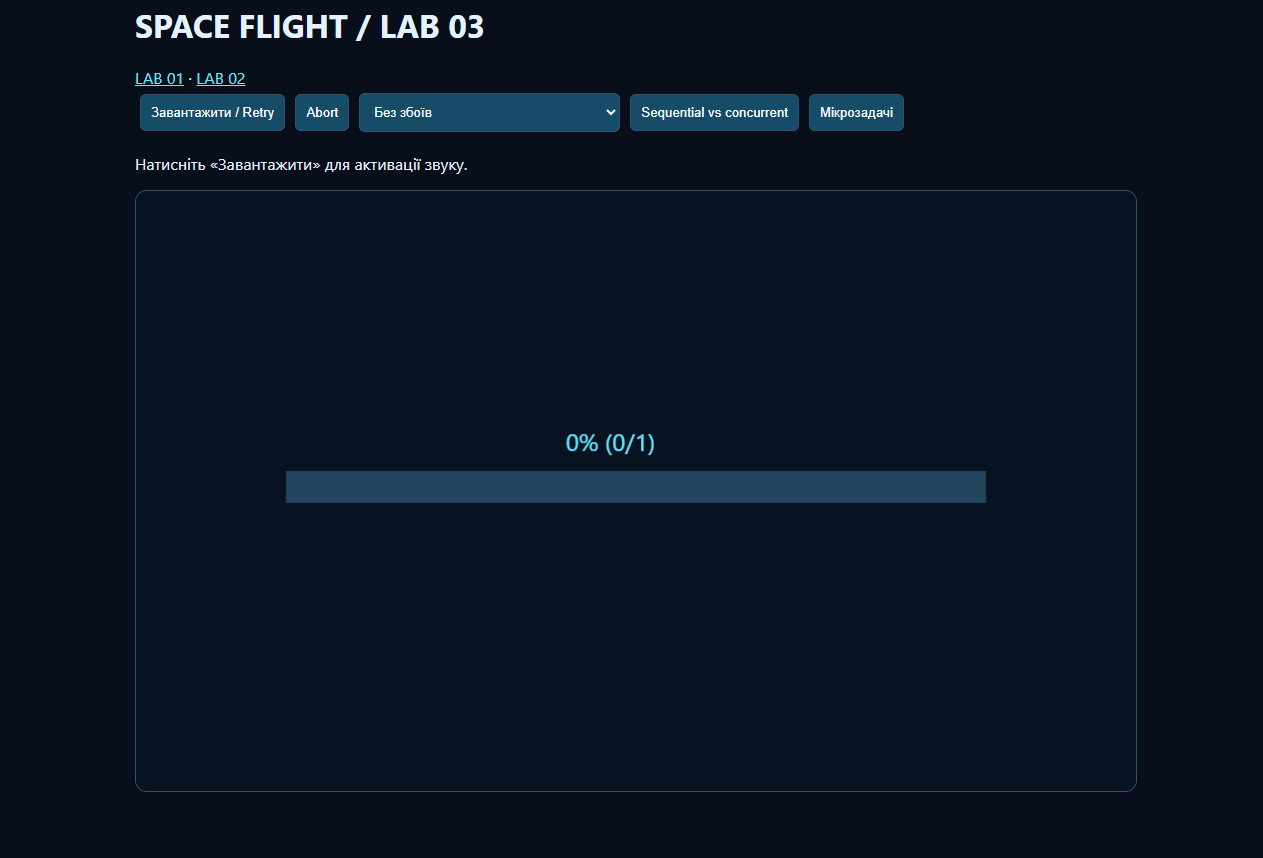 SPACE FLIGHT / LAB 03
LAB 01 · LAB 02
Завантажити / Retry Abort Без збоїв Sequential vs concurrent Мікрозадачі
Натисніть «Завантажити» для активації звуку.
0% (0/1)